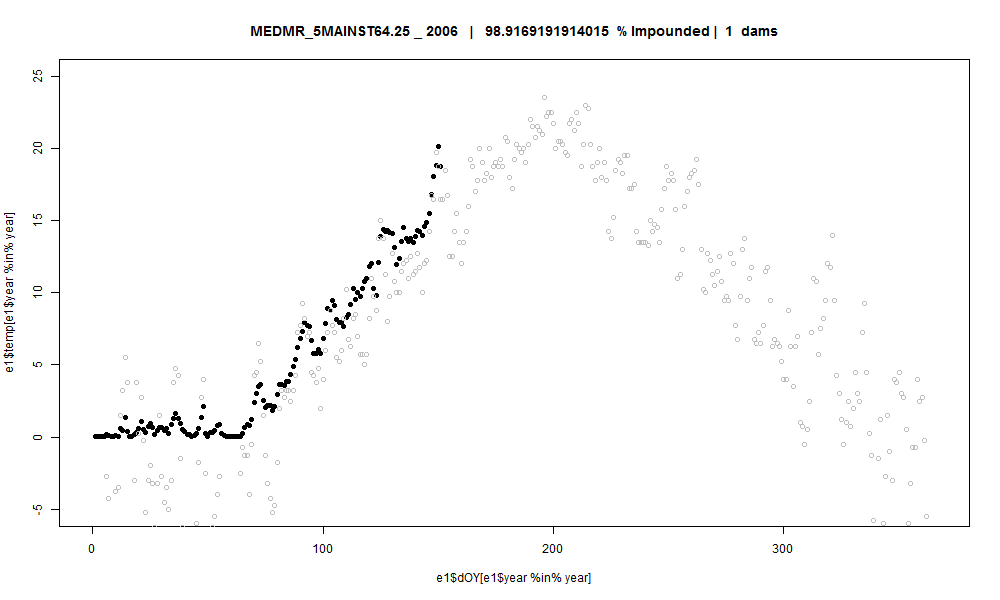 MEDMR_5MAINST64.25 _ 2006 | 98.9169191914015 % Impounded | 1 dams
25
20
15
10
5
0
-5
e1$temp[e1$year %in% year]
0 100 200 300
e1$dOY[e1$year %in% year]